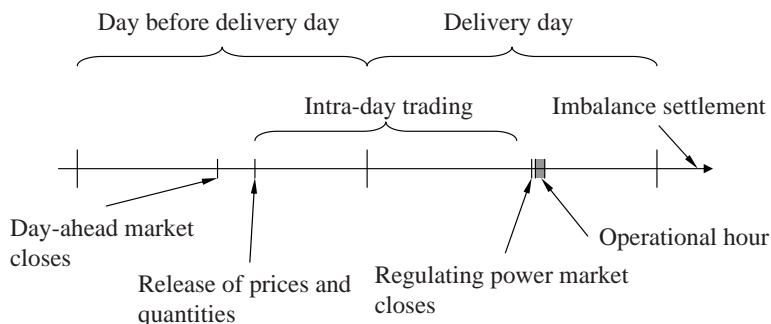 Day before delivery day
Delivery day
Intra-day trading
Imbalance settlement
Day-ahead market
closes
Release of prices and
quantities
Regulating power market
closes
Operational hour